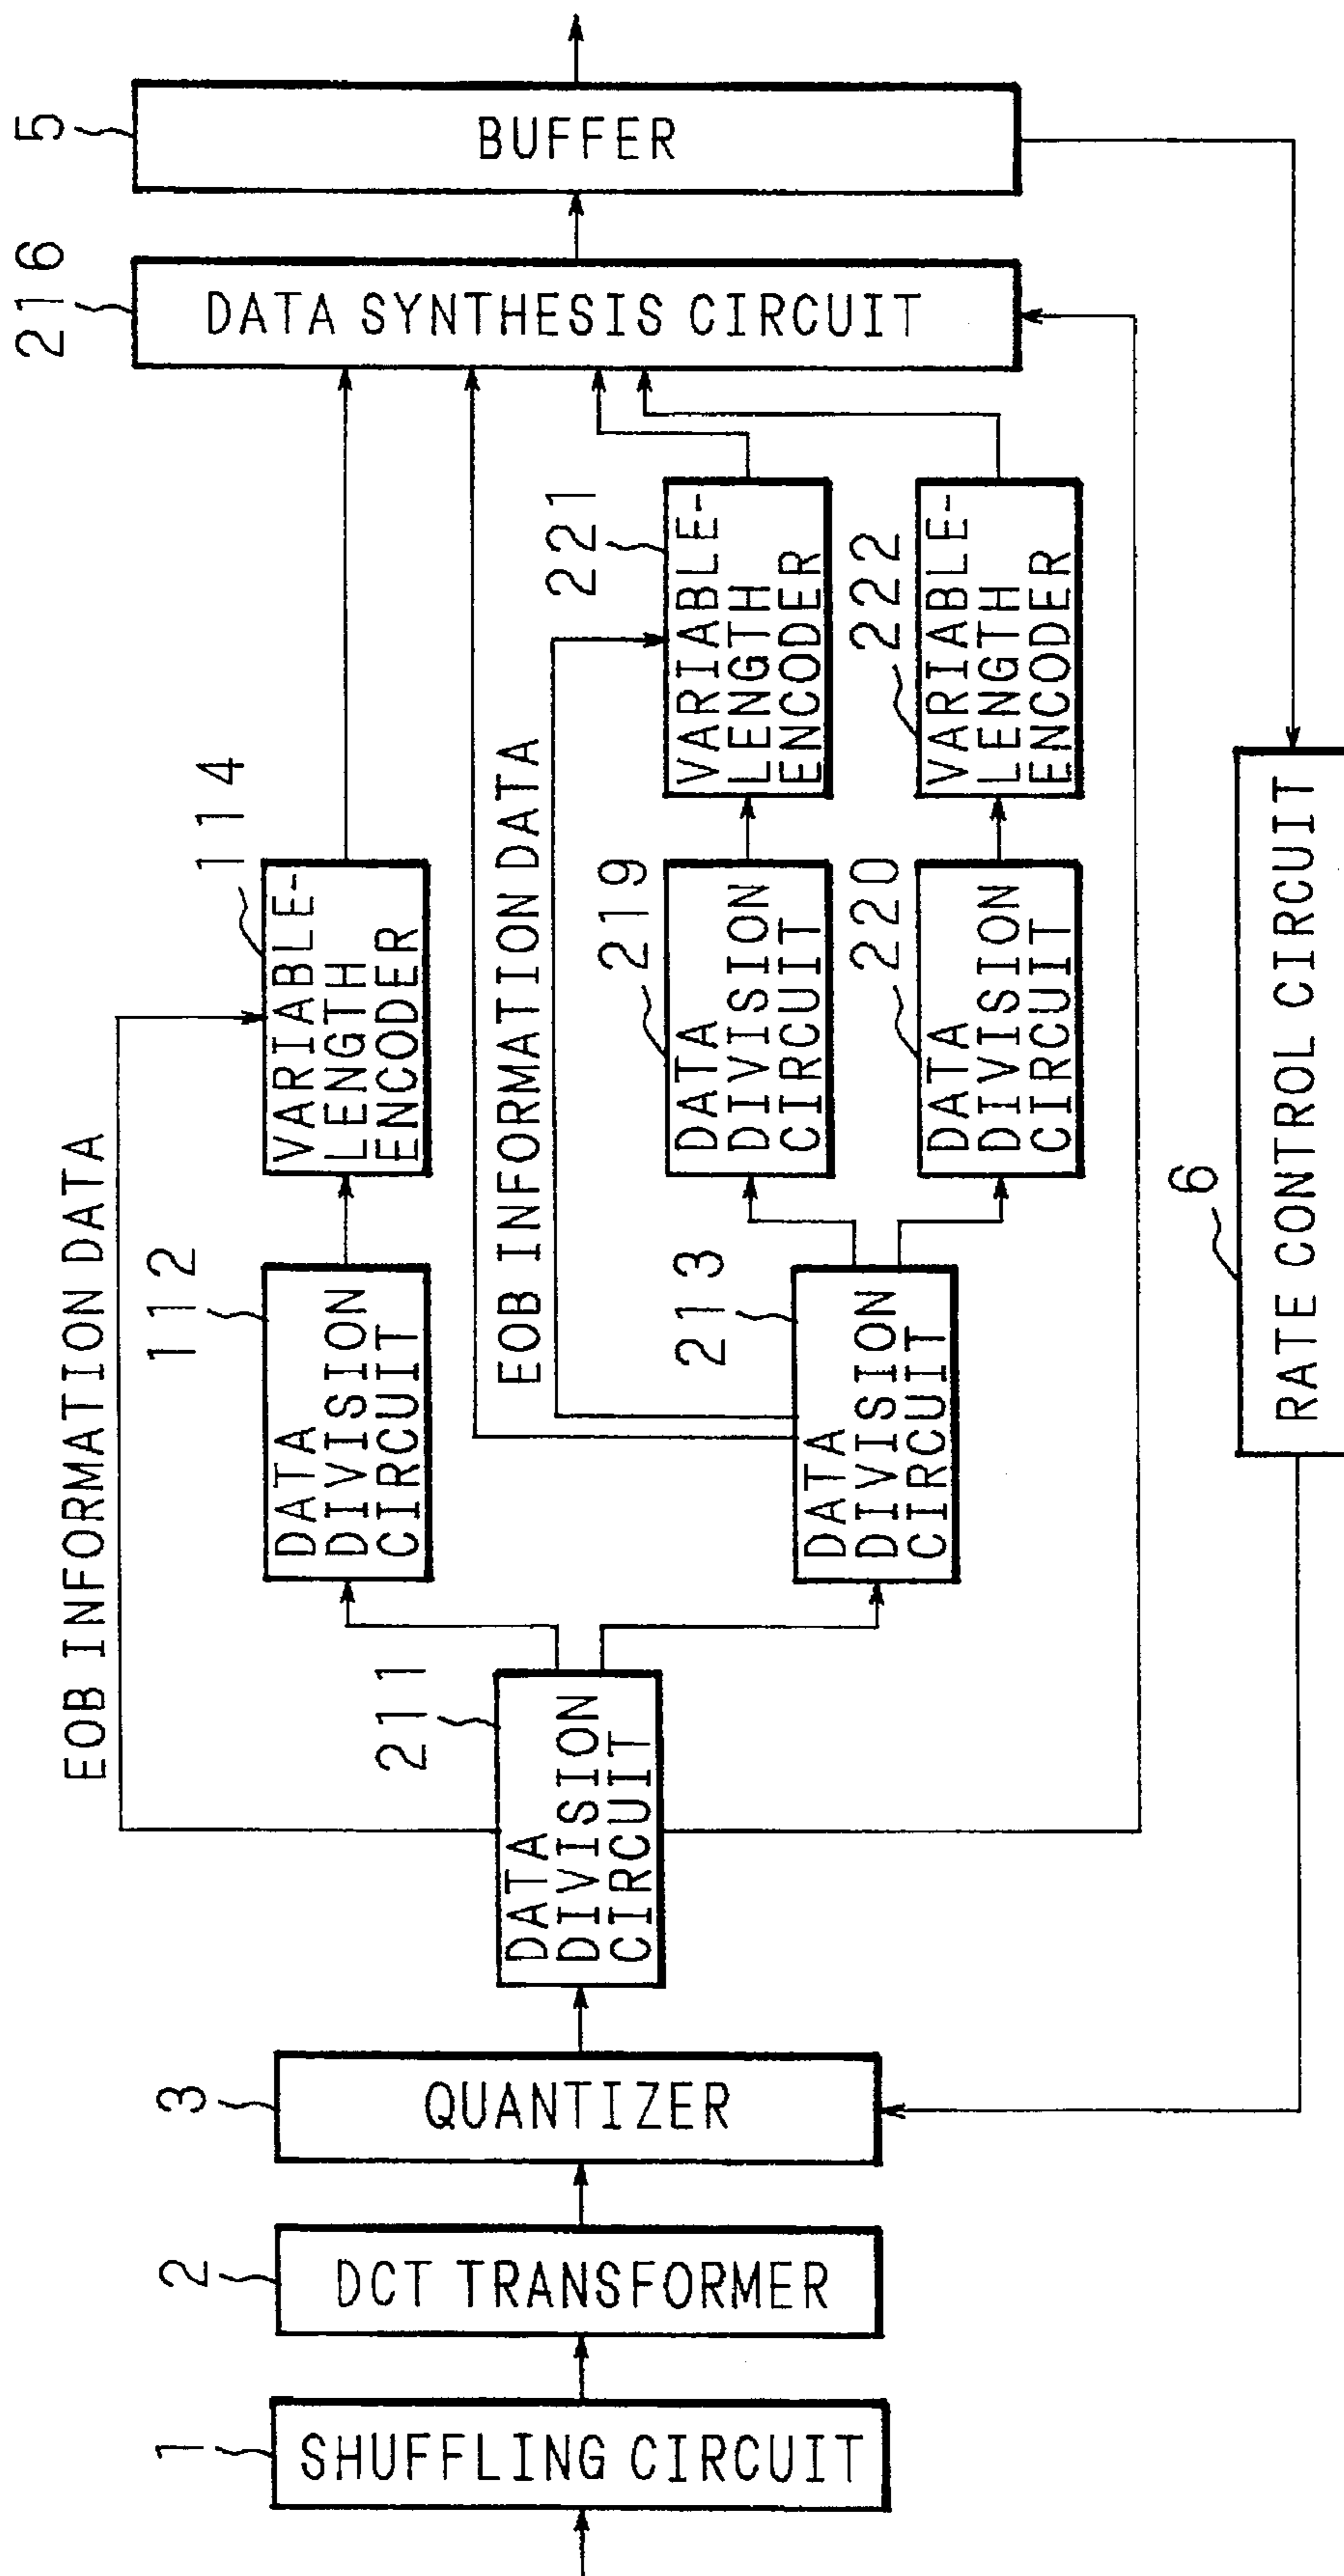 1
SHUFFLING CIRCUIT
2
DCT TRANSFORMER
3
QUANTIZER
211
DATA
DIVISION
CIRCUIT
EOB INFORMATION DATA
112
DATA
DIVISION
CIRCUIT
114
VARIABLE-
LENGTH
ENCODER
213
DATA
DIVISION
CIRCUIT
EOB INFORMATION DATA
219
DATA
DIVISION
CIRCUIT
221
VARIABLE-
LENGTH
ENCODER
220
DATA
DIVISION
CIRCUIT
222
VARIABLE-
LENGTH
ENCODER
216
DATA SYNTHESIS CIRCUIT
5
BUFFER
6
RATE CONTROL CIRCUIT